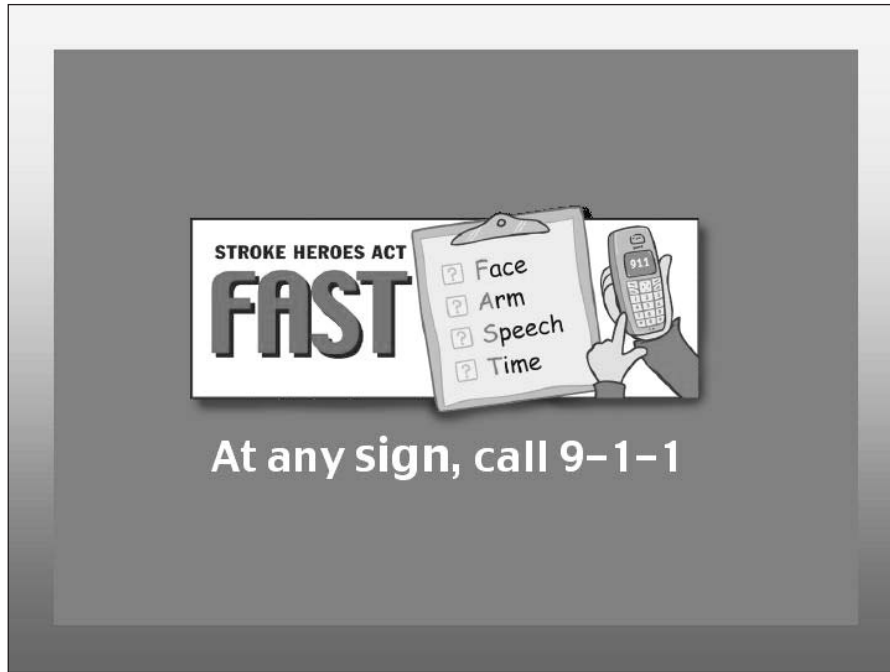 STROKE HEROES ACT
FAST
? Face
? Arm
? Speech
? Time
911
At any sign, call 9-1-1